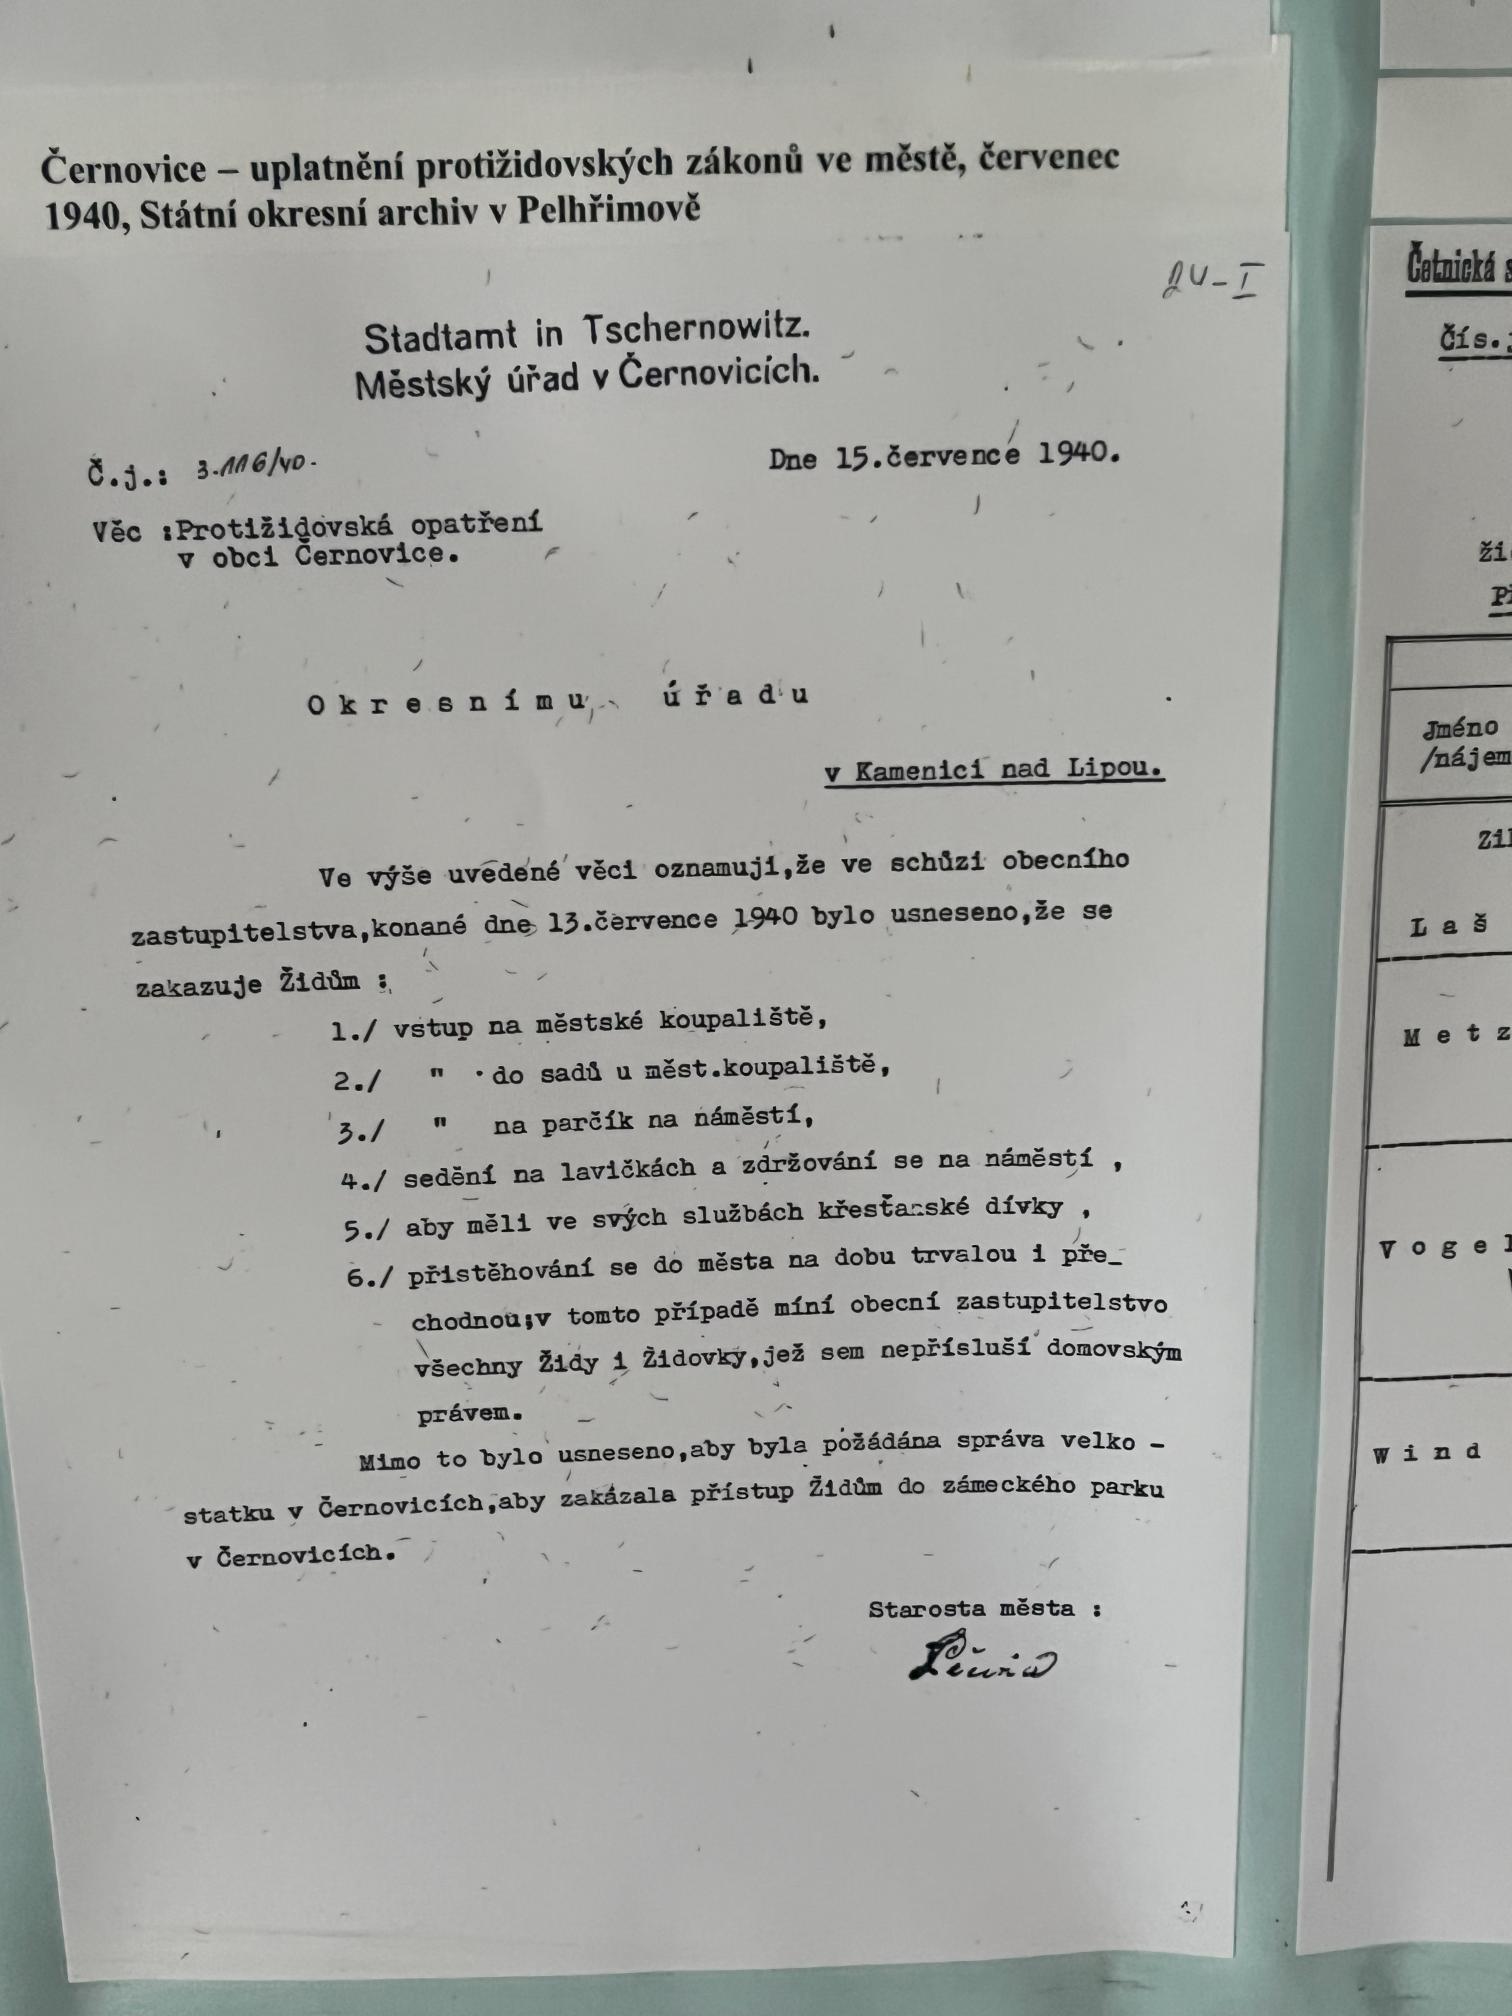 Černovice – uplatnění protižidovských zákonů ve městě, červenec
1940, Státní okresní archiv v Pelhřimově
Stadtamt in Tschernowitz.
Městský úřad v Černovicích.
Č.j.: 3.116/40.
Dne 15.července 1940.
Věc :Protižidovská opatření
v obci Černovice.
Okresnímu úřadu
v Kamenici nad Lipou.
Ve výše uvedené věci oznamuji,že ve schůzi obecního
zastupitelstva,konané dne 13.července 1940 bylo usneseno,že se
zakazuje Židům :
1./ vstup na městské koupaliště,
2./ " do sadů u měst.koupaliště,
3./ " na parčík na náměstí,
4./ sedění na lavičkách a zdržování se na náměstí ,
5./ aby měli ve svých službách křesťanské dívky ,
6./ přistěhování se do města na dobu trvalou i pře_
chodnou;v tomto případě míní obecní zastupitelstvo
všechny Židy i Židovky,jež sem nepřísluší domovským
právem.
Mimo to bylo usneseno,aby byla požádána správa velko -
statku v Černovicích,aby zakázala přístup Židům do zámeckého parku
v Černovicích.
Starosta města :
Četnická
Čís.
Jméno
/nájem
Laš
Metz
Vogel
Wind